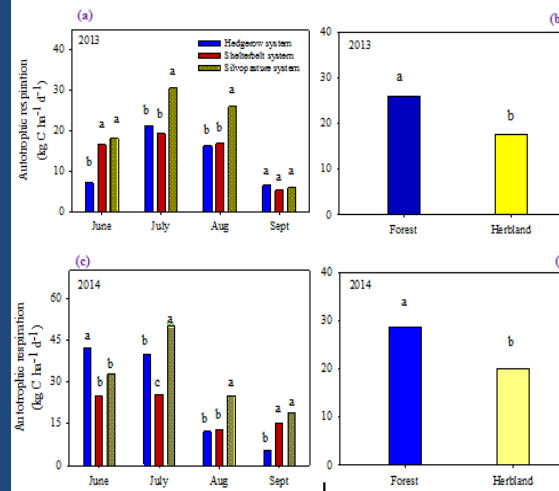 (a)
2013
Hedgerow system
Shelterbelt system
Silvopasture system
Autotrophic respiration
(kg C ha-1 d-1)
40
30
20
10
0
b a a
b b a
b b a
a a a
June July Aug Sept
(b
2013
40
30
20
10
0
a
b
Forest Herbland
(c)
2014
Autotrophic respiration
(kg C ha-1 d-1)
60
45
30
15
0
a b b
b c a
b b a
b a a
June July Aug Sept
(
2014
40
30
20
10
0
a
b
Forest Herbland